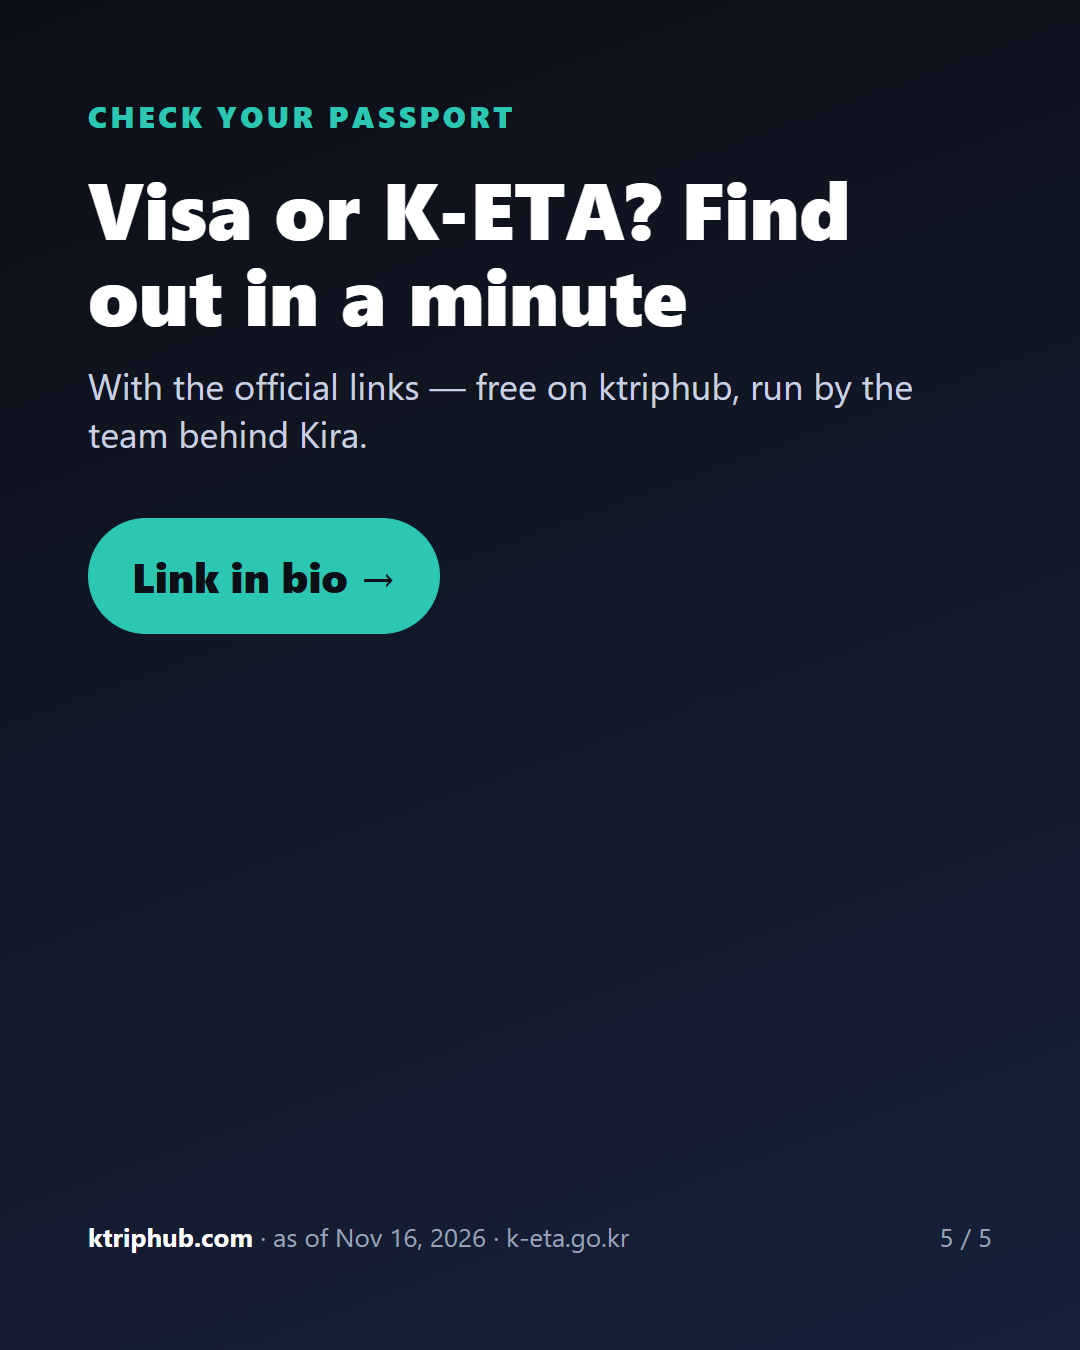 CHECK YOUR PASSPORT
Visa or K-ETA? Find
out in a minute
With the official links — free on ktriphub, run by the
team behind Kira.
Link in bio →
ktriphub.com · as of Nov 16, 2026 · k-eta.go.kr
5 / 5